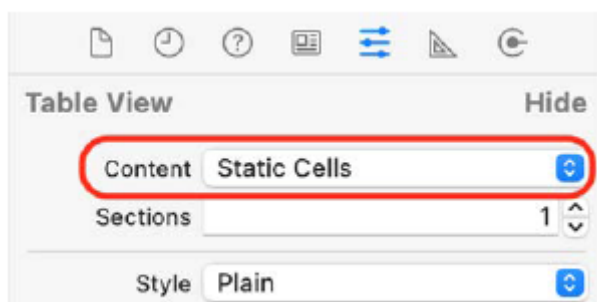 Table View Hide
Content Static Cells
Sections 1
Style Plain